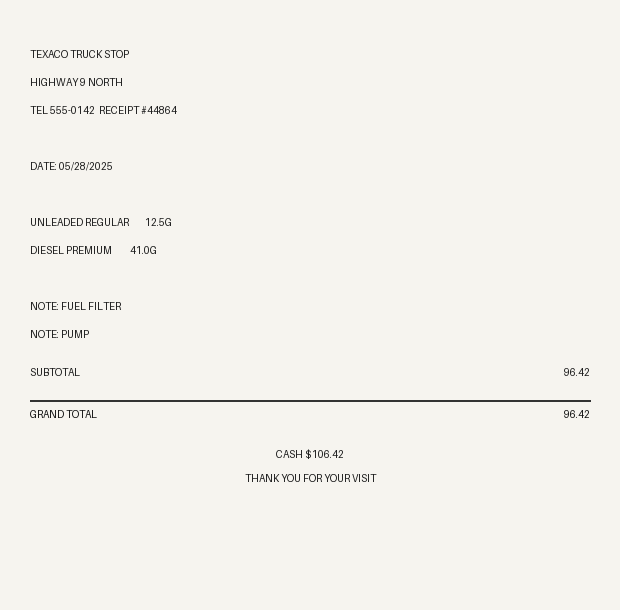 TEXACO TRUCK STOP
HIGHWAY 9 NORTH
TEL 555-0142 RECEIPT #44864
DATE: 05/28/2025
UNLEADED REGULAR 12.5G
DIESEL PREMIUM 41.0G
NOTE: FUEL FILTER
NOTE: PUMP
SUBTOTAL 96.42
GRAND TOTAL 96.42
CASH $106.42
THANK YOU FOR YOUR VISIT